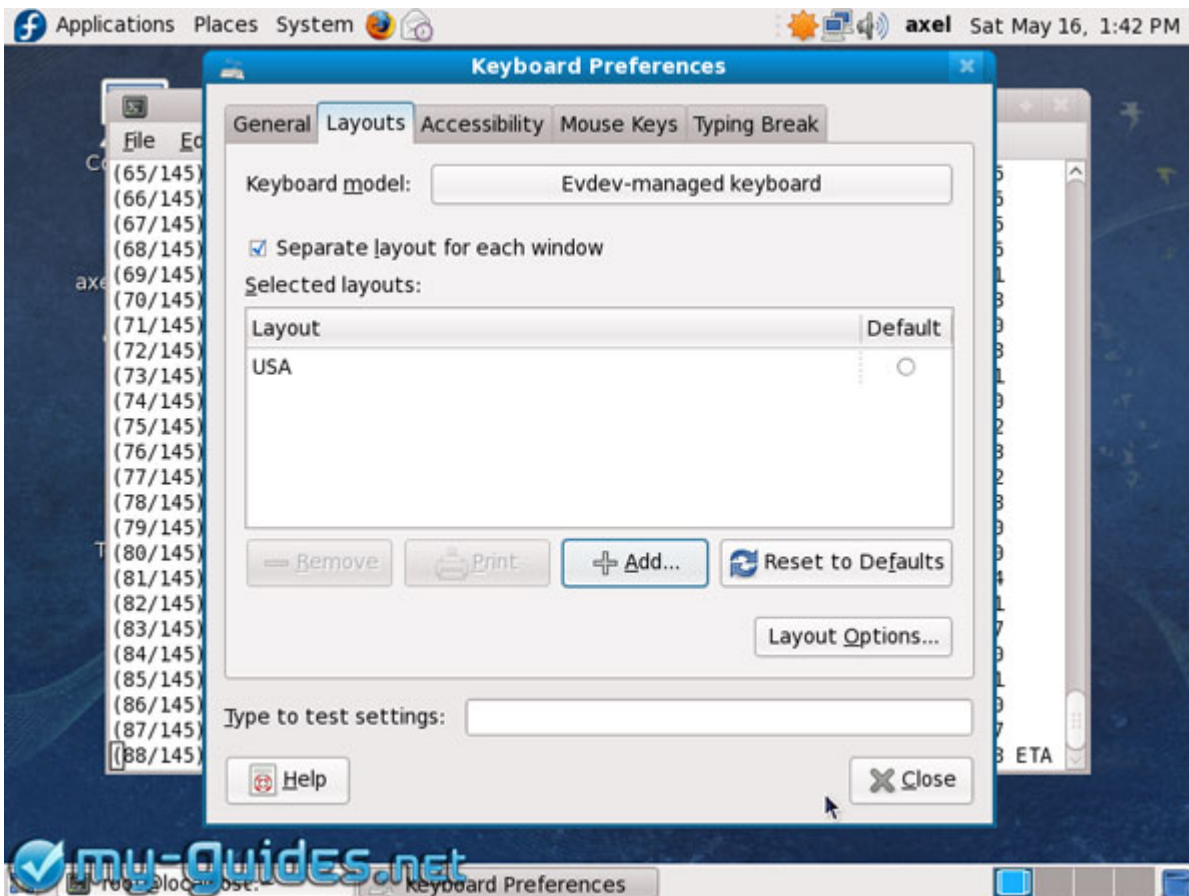 Applications Places System axel Sat May 16, 1:42 PM
Keyboard Preferences
File
General Layouts Accessibility Mouse Keys Typing Break
Keyboard model: Evdev-managed keyboard
Separate layout for each window
Selected layouts:
Layout Default
USA
Remove Print Add... Reset to Defaults
Layout Options...
Type to test settings:
Help Close
(65/145)
(66/145)
(67/145)
(68/145)
(69/145)
(70/145)
(71/145)
(72/145)
(73/145)
(74/145)
(75/145)
(76/145)
(77/145)
(78/145)
(79/145)
(80/145)
(81/145)
(82/145)
(83/145)
(84/145)
(85/145)
(86/145)
(87/145)
(88/145) ETA
my-guides.net
Keyboard Preferences